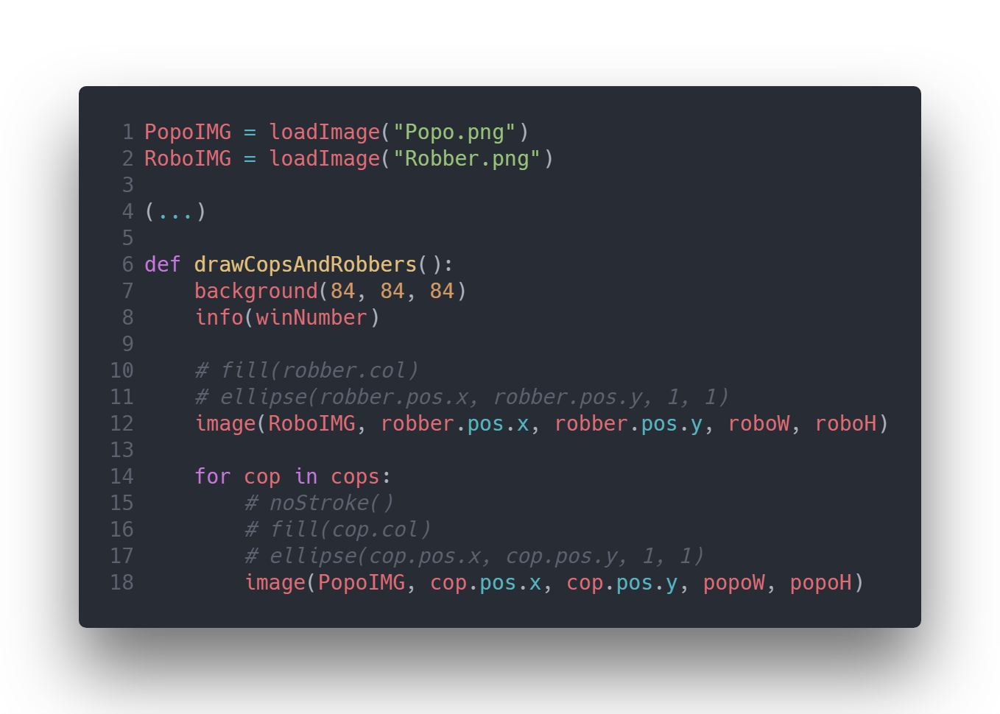 1 PopoIMG = loadImage("Popo.png")
2 RoboIMG = loadImage("Robber.png")
3
4 (...)
5
6 def drawCopsAndRobbers():
7     background(84, 84, 84)
8     info(winNumber)
9
10     # fill(robber.col)
11     # ellipse(robber.pos.x, robber.pos.y, 1, 1)
12     image(RoboIMG, robber.pos.x, robber.pos.y, roboW, roboH)
13
14     for cop in cops:
15         # noStroke()
16         # fill(cop.col)
17         # ellipse(cop.pos.x, cop.pos.y, 1, 1)
18         image(PopoIMG, cop.pos.x, cop.pos.y, popoW, popoH)